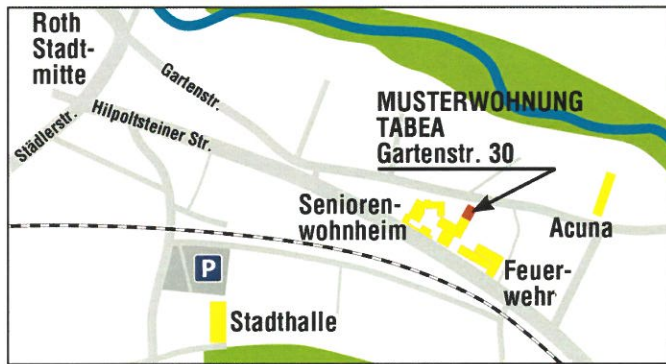 Roth
Stadt-
mitte
Gartenstr.
Städlerstr.
Hilpoltsteiner Str.
MUSTERWOHNUNG
TABEA
Gartenstr. 30
Senioren-
wohnheim
Acuna
Feuer-
wehr
P
Stadthalle